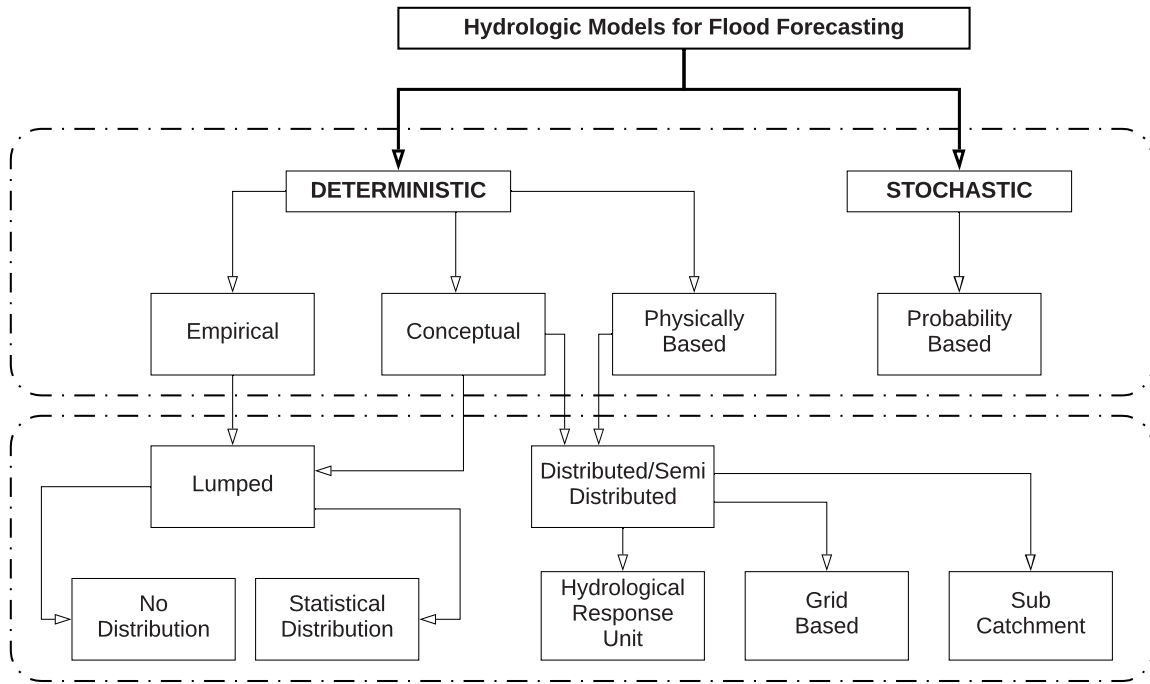 Hydrologic Models for Flood Forecasting
DETERMINISTIC
STOCHASTIC
Empirical
Conceptual
Physically
Based
Probability
Based
Lumped
Distributed/Semi
Distributed
No
Distribution
Statistical
Distribution
Hydrological
Response
Unit
Grid
Based
Sub
Catchment